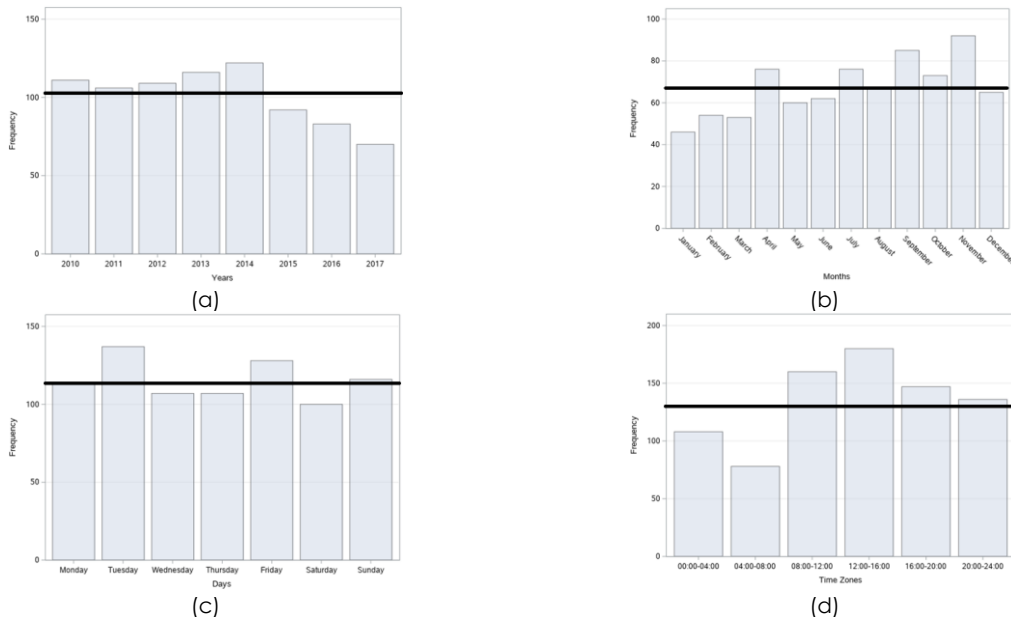 150
100
50
0
Frequency
2010 2011 2012 2013 2014 2015 2016 2017
Years
(a)
100
80
60
40
20
0
Frequency
January February March April May June July August September October November December
Months
(b)
150
100
50
0
Frequency
Monday Tuesday Wednesday Thursday Friday Saturday Sunday
Days
(c)
200
150
100
50
0
Frequency
00:00-04:00 04:00-08:00 08:00-12:00 12:00-16:00 16:00-20:00 20:00-24:00
Time Zones
(d)